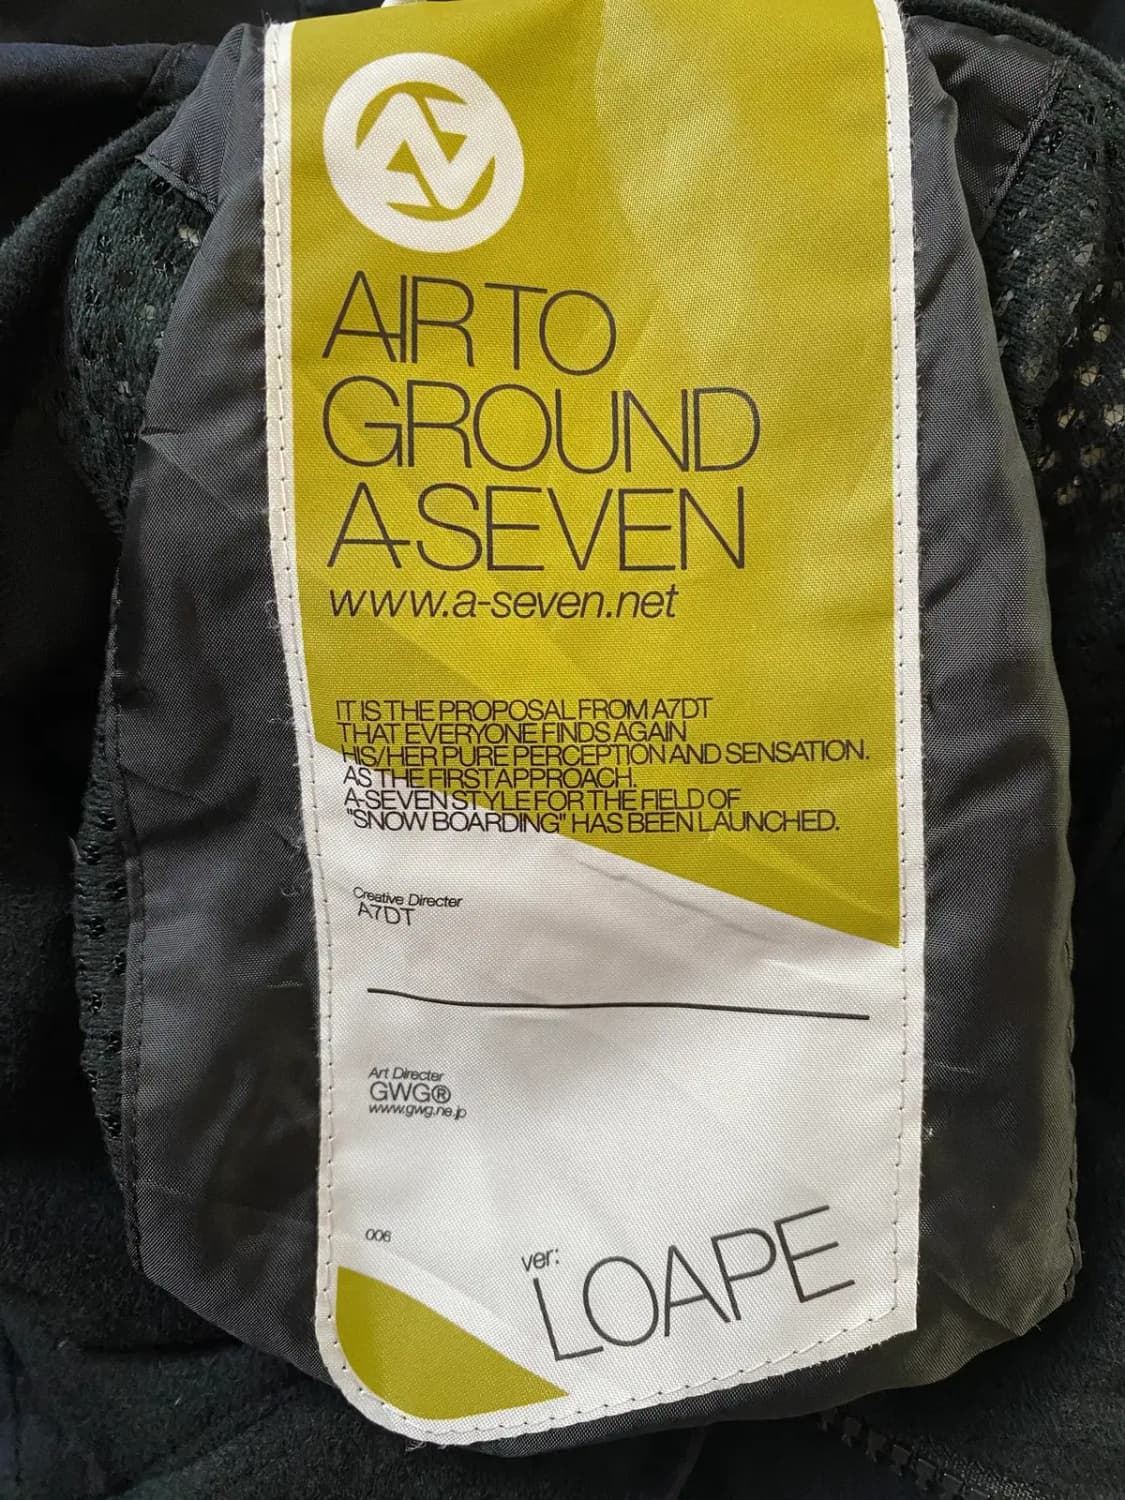 AIR TO
GROUND
A-SEVEN
www.a-seven.net
IT IS THE PROPOSAL FROM A7DT
THAT EVERYONE FINDS AGAIN
HIS/HER PURE PERCEPTION AND SENSATION.
AS THE FIRST APPROACH.
A-SEVEN STYLE FOR THE FIELD OF
"SNOW BOARDING" HAS BEEN LAUNCHED.
Creative Directer
A7DT
Art Directer
GWG®
www.gwg.ne.jp
006
ver:
LOAPE